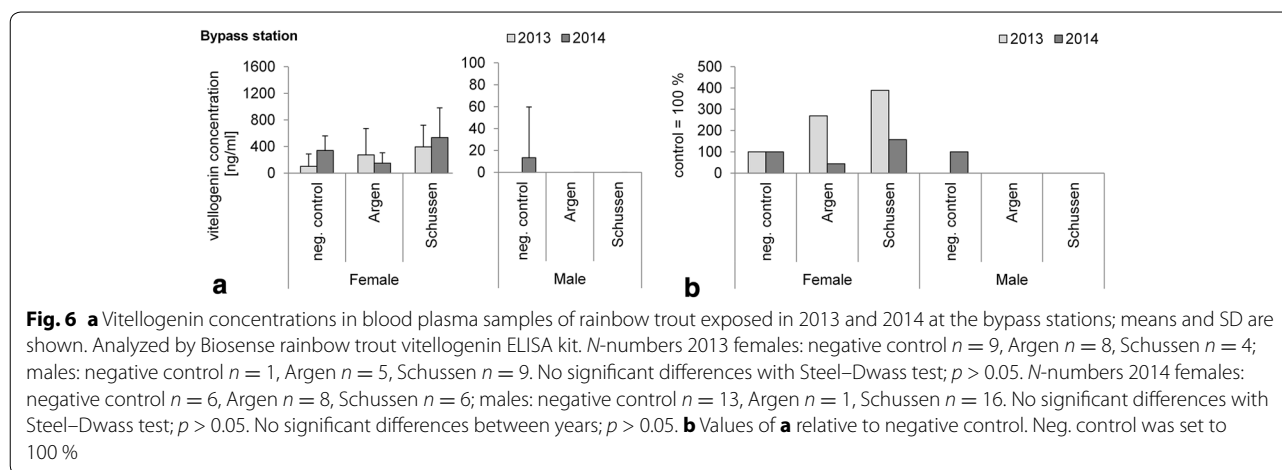 Bypass station
2013 2014
2013 2014
vitellogenin concentration
[ng/ml]
1600
1200
800
400
0
neg. control
Argen
Schussen
Female
100
80
60
40
20
0
neg. control
Argen
Schussen
Male
a
control = 100 %
500
400
300
200
100
0
neg. control
Argen
Schussen
Female
neg. control
Argen
Schussen
Male
b
Fig. 6 a Vitellogenin concentrations in blood plasma samples of rainbow trout exposed in 2013 and 2014 at the bypass stations; means and SD are
shown. Analyzed by Biosense rainbow trout vitellogenin ELISA kit. N-numbers 2013 females: negative control n = 9, Argen n = 8, Schussen n = 4;
males: negative control n = 1, Argen n = 5, Schussen n = 9. No significant differences with Steel–Dwass test; p > 0.05. N-numbers 2014 females:
negative control n = 6, Argen n = 8, Schussen n = 6; males: negative control n = 13, Argen n = 1, Schussen n = 16. No significant differences with
Steel–Dwass test; p > 0.05. No significant differences between years; p > 0.05. b Values of a relative to negative control. Neg. control was set to
100 %